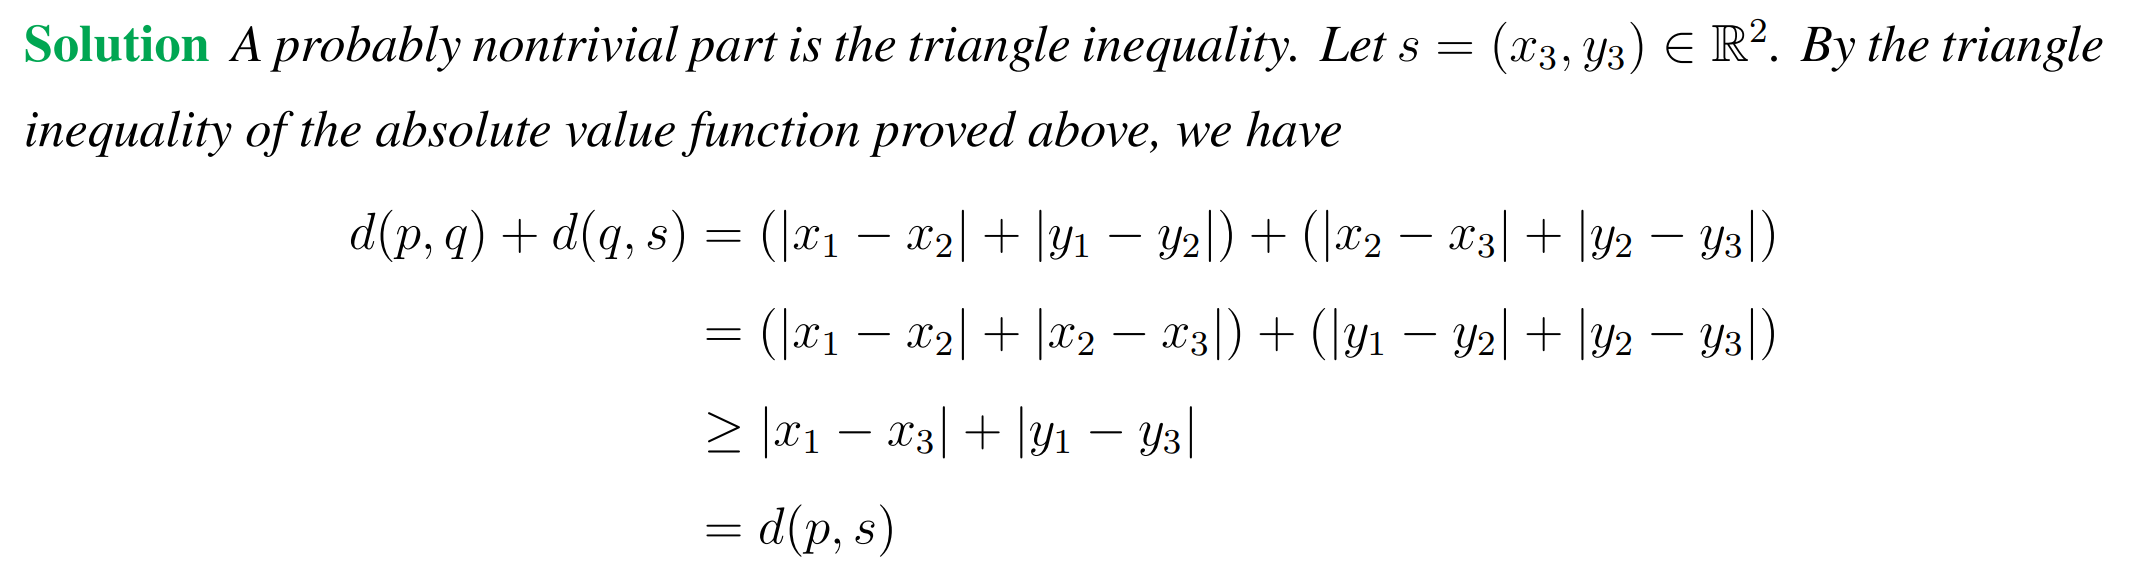 Solution A probably nontrivial part is the triangle inequality. Let s = (x₃, y₃) ∈ ℝ². By the triangle
inequality of the absolute value function proved above, we have
d(p, q) + d(q, s) = (|x₁ − x₂| + |y₁ − y₂|) + (|x₂ − x₃| + |y₂ − y₃|)
= (|x₁ − x₂| + |x₂ − x₃|) + (|y₁ − y₂| + |y₂ − y₃|)
≥ |x₁ − x₃| + |y₁ − y₃|
= d(p, s)